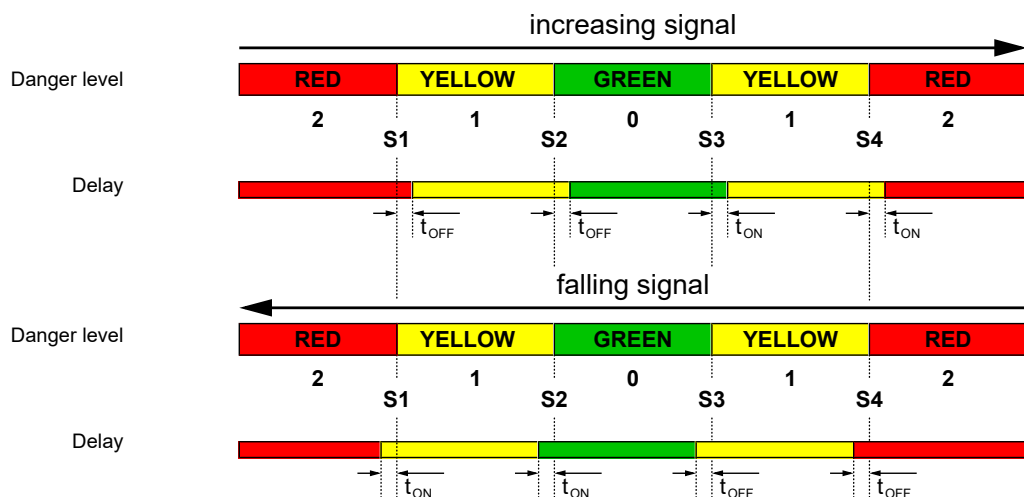 increasing signal
Danger level RED YELLOW GREEN YELLOW RED
2 1 0 1 2
S1 S2 S3 S4
Delay
tOFF tOFF tON tON
falling signal
Danger level RED YELLOW GREEN YELLOW RED
2 1 0 1 2
S1 S2 S3 S4
Delay
tON tON tOFF tOFF